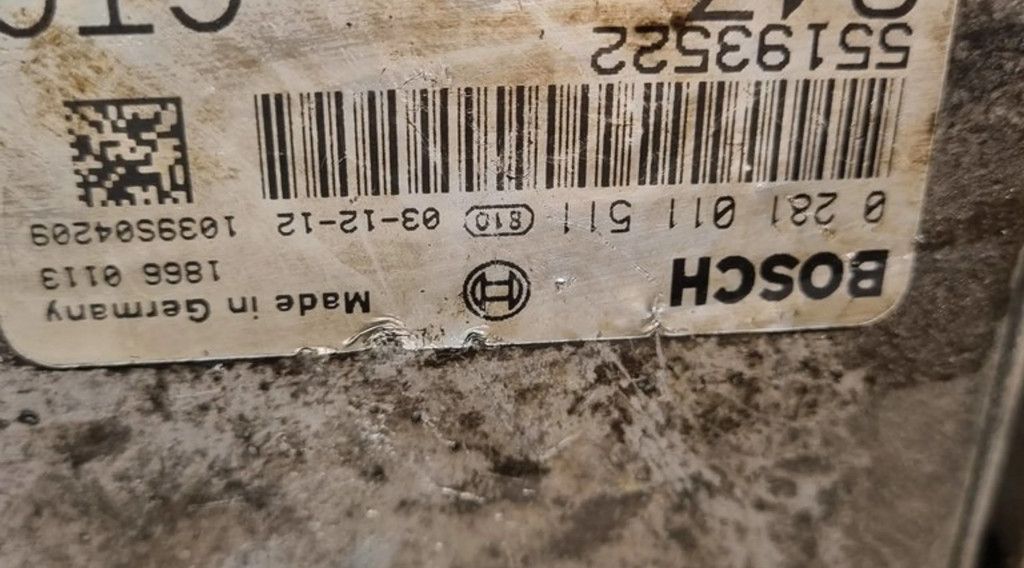 BOSCH Made in Germany
1866 0113
0 281 011 511 810 03-12-12 1039S04209
55193522